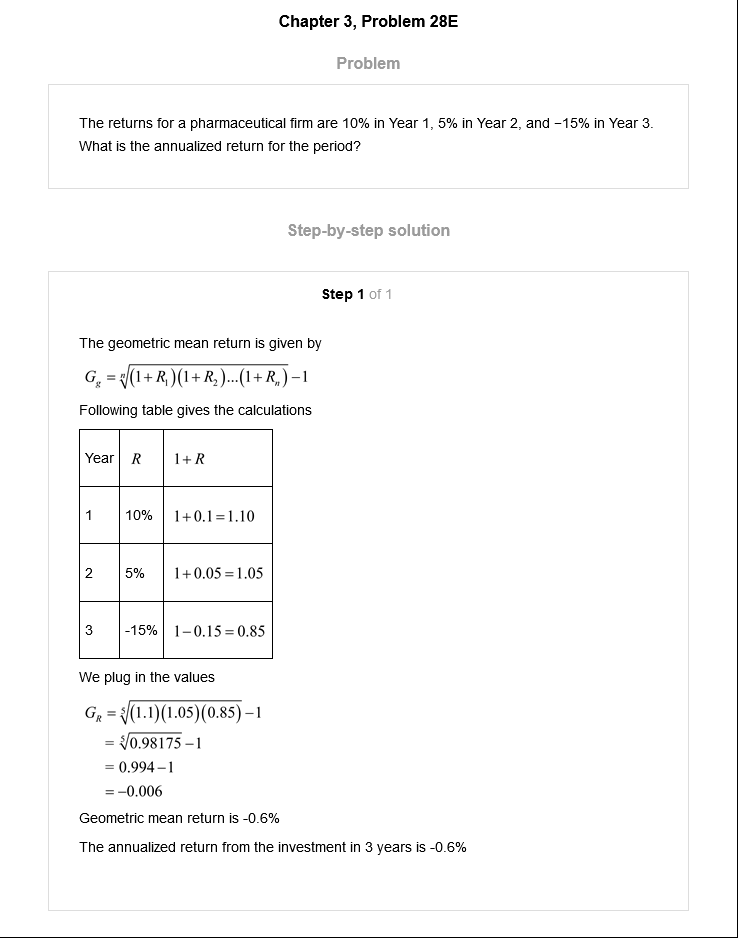 Chapter 3, Problem 28E
Problem
The returns for a pharmaceutical firm are 10% in Year 1, 5% in Year 2, and −15% in Year 3.
What is the annualized return for the period?
Step-by-step solution
Step 1 of 1
The geometric mean return is given by
G_g = ⁿ√((1+R₁)(1+R₂)...(1+Rₙ)) −1
Following table gives the calculations
Year R 1+R
1 10% 1+0.1=1.10
2 5% 1+0.05=1.05
3 -15% 1−0.15=0.85
We plug in the values
G_R = ⁵√((1.1)(1.05)(0.85)) −1
= ⁵√0.98175 −1
= 0.994−1
= −0.006
Geometric mean return is -0.6%
The annualized return from the investment in 3 years is -0.6%